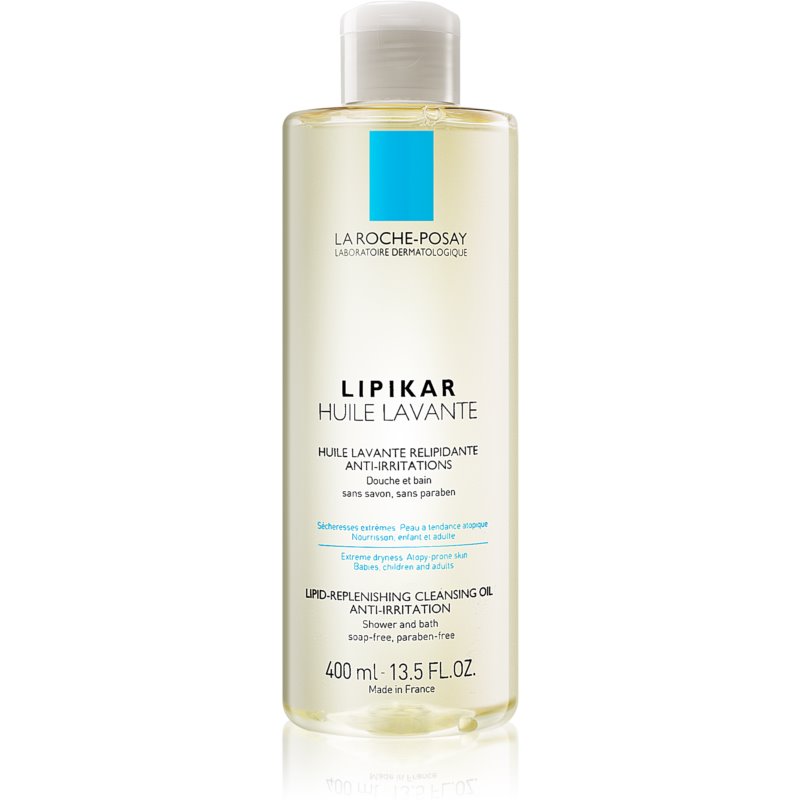 LA ROCHE-POSAY
LABORATOIRE DERMATOLOGIQUE
LIPIKAR
HUILE LAVANTE
HUILE LAVANTE RELIPIDANTE
ANTI-IRRITATIONS
Douche et bain
sans savon, sans paraben
Sécheresses extrêmes. Peau à tendance atopique
Nourrisson, enfant et adulte
Extreme dryness. Atopy-prone skin
Babies, children and adults
LIPID-REPLENISHING CLEANSING OIL
ANTI-IRRITATION
Shower and bath
soap-free, paraben-free
400 ml - 13.5 FL.OZ.
Made in France